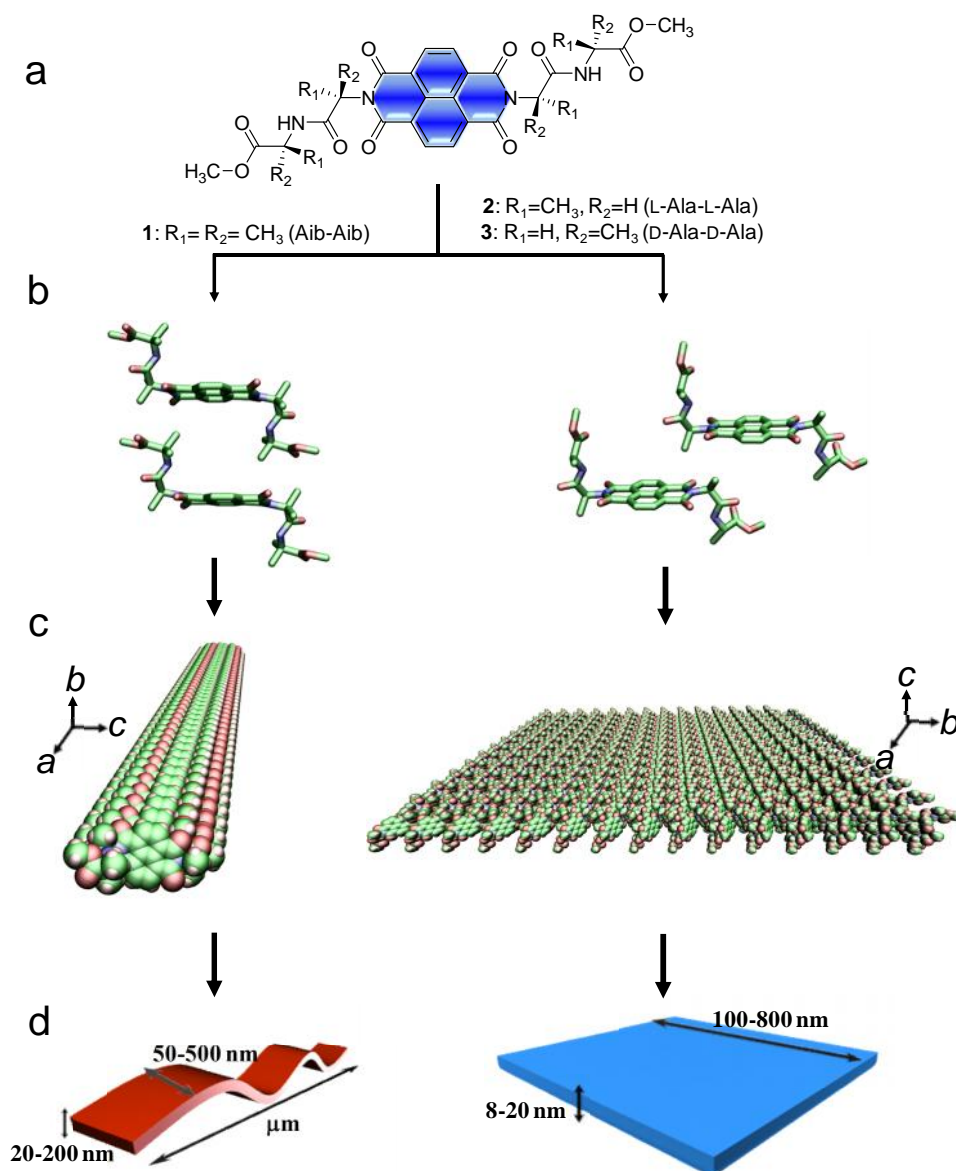 a
R₁ R₂ O CH₃
O O O NH O
R₁ R₂ N N R₁
O HN R₂
H₃C O R₂ R₁ O O O
1: R₁=R₂= CH₃ (Aib-Aib)
2: R₁=CH₃, R₂=H (L-Ala-L-Ala)
3: R₁=H, R₂=CH₃ (D-Ala-D-Ala)
b
c
b
c
a
c
b
a
d
50-500 nm
20-200 nm
μm
100-800 nm
8-20 nm